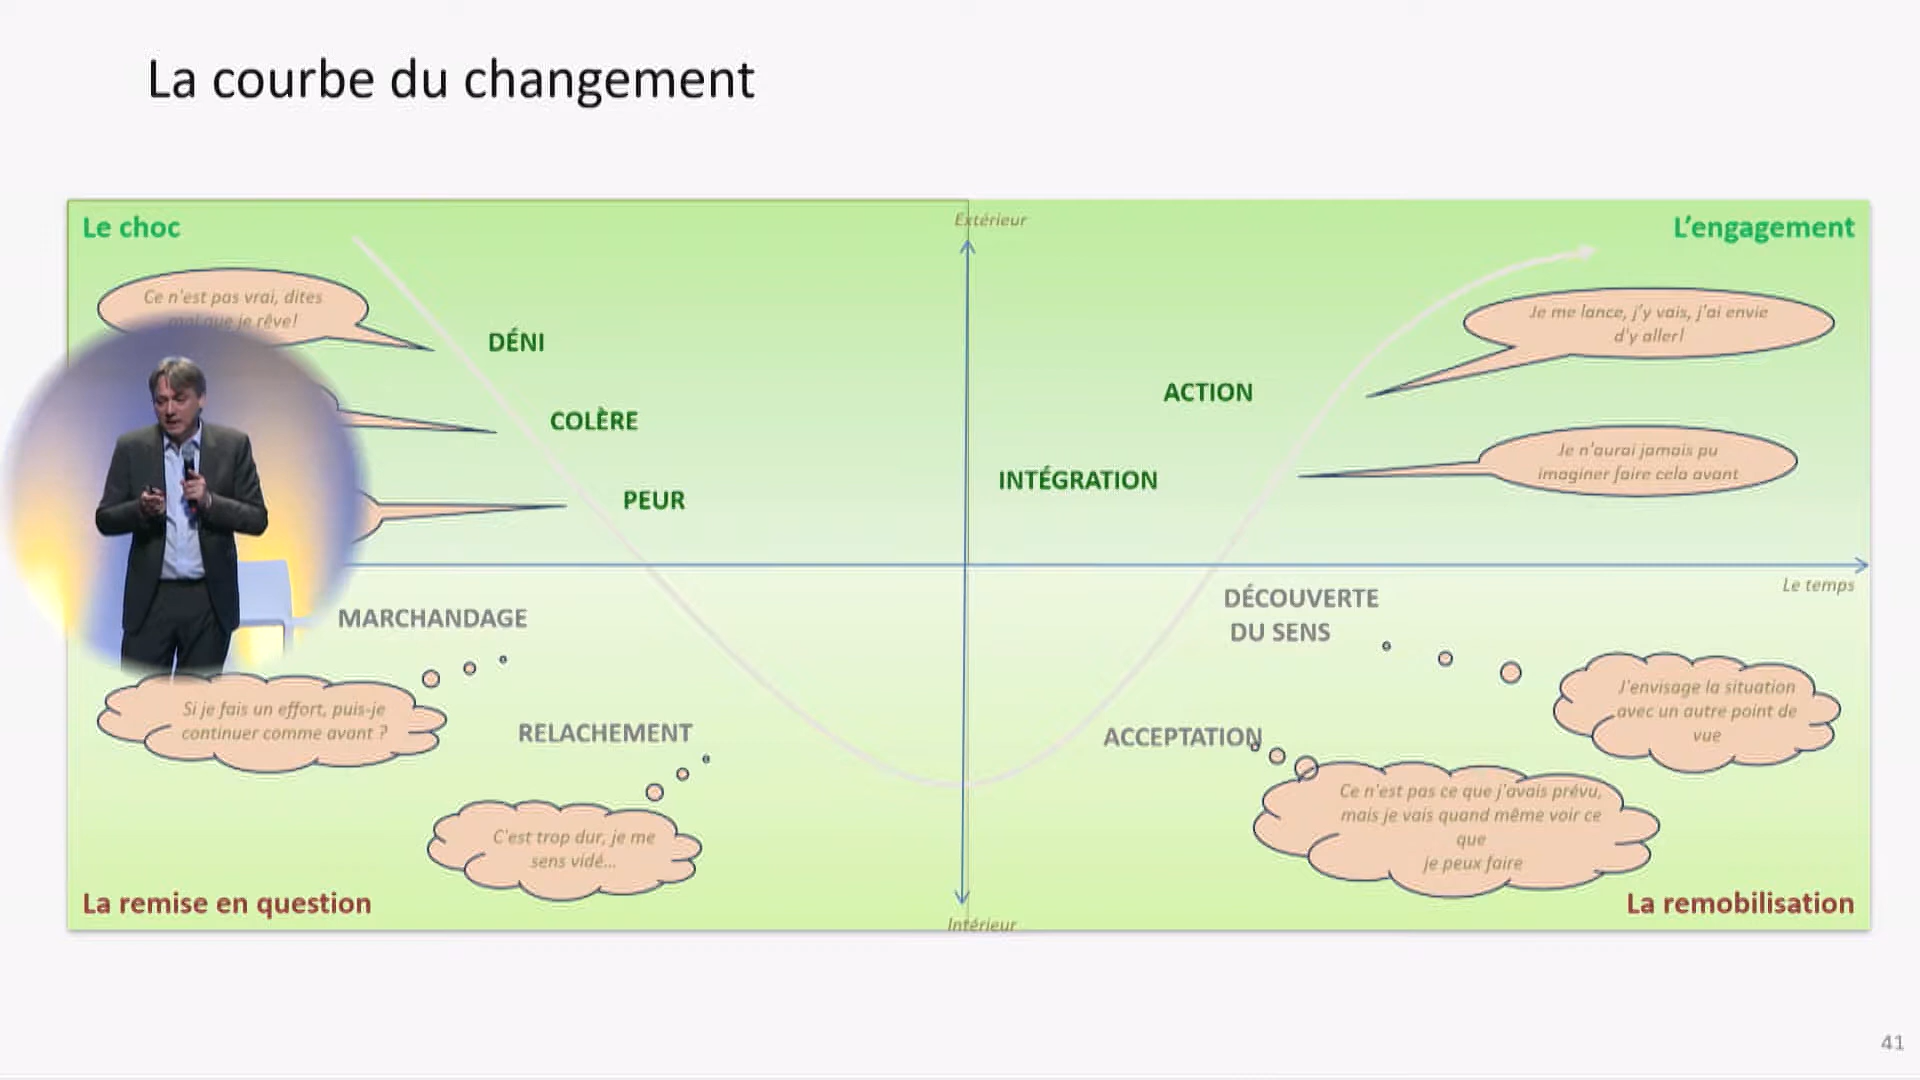 La courbe du changement
Le choc
Extérieur
L'engagement
Ce n'est pas vrai, dites
moi que je rêve!
DÉNI
Je me lance, j'y vais, j'ai envie
d'y aller!
ACTION
COLÈRE
Je n'aurai jamais pu
imaginer faire cela avant
INTÉGRATION
PEUR
Le temps
MARCHANDAGE
DÉCOUVERTE
DU SENS
Si je fais un effort, puis-je
continuer comme avant ?
J'envisage la situation
avec un autre point de
vue
RELACHEMENT
ACCEPTATION
C'est trop dur, je me
sens vidé...
Ce n'est pas ce que j'avais prévu,
mais je vais quand même voir ce
que
je peux faire
La remise en question
La remobilisation
Intérieur
41